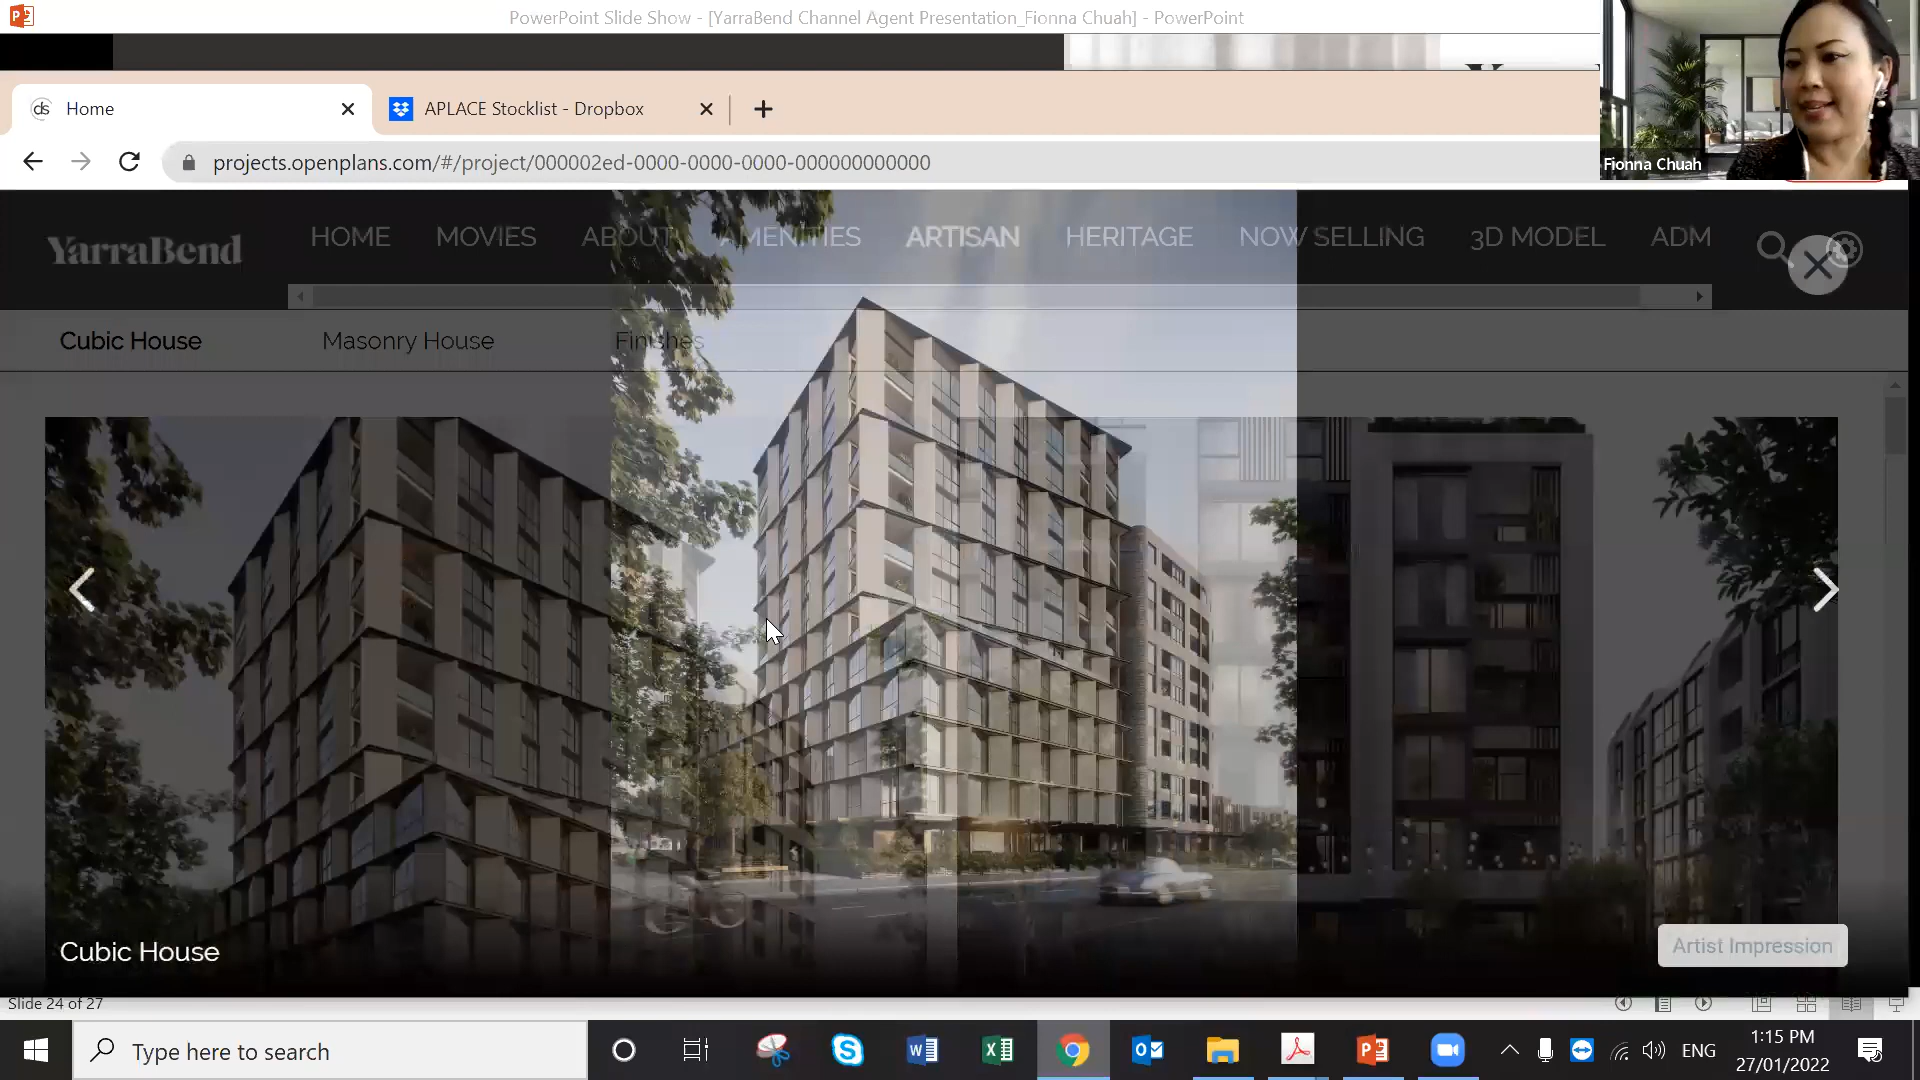 PowerPoint Slide Show - [YarraBend Channel Agent Presentation_Fionna Chuah] - PowerPoint
Home
APLACE Stocklist - Dropbox
projects.openplans.com/#/project/000002ed-0000-0000-0000-000000000000
Fionna Chuah
YarraBend
HOME MOVIES ABOUT AMENITIES ARTISAN HERITAGE NOW SELLING 3D MODEL ADM
Cubic House Masonry House Finishes
Cubic House
Artist Impression
Slide 24 of 27
Type here to search
ENG
1:15 PM
27/01/2022